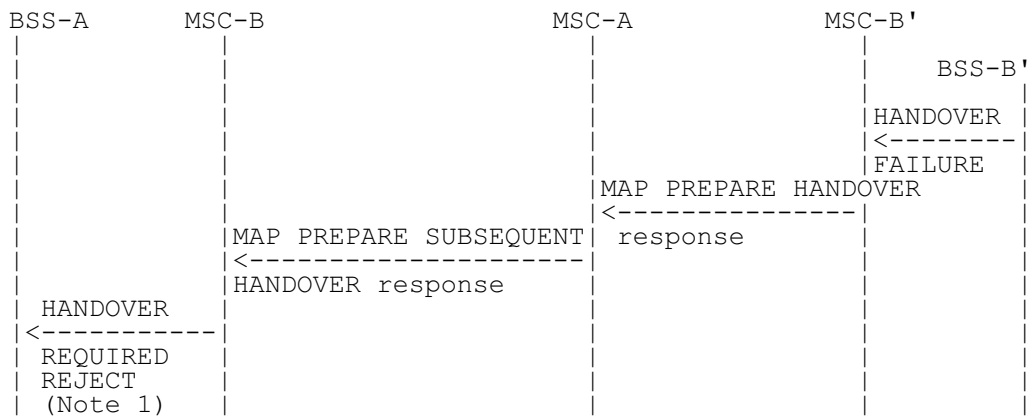 BSS-A MSC-B MSC-A MSC-B'
BSS-B'
HANDOVER
FAILURE
MAP PREPARE HANDOVER
response
MAP PREPARE SUBSEQUENT
HANDOVER response
HANDOVER
REQUIRED
REJECT
(Note 1)